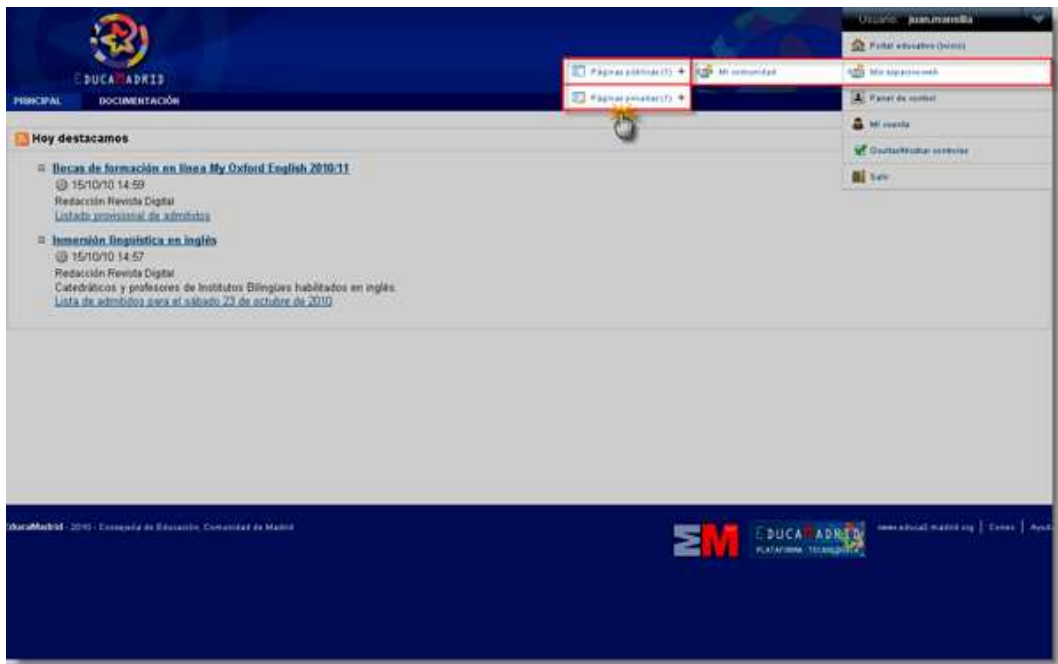 Usuario: juan.mansilla
Portal educativo (Inicio)
Páginas públicas (1) + Mi comunidad Mis espacios web
EDUCAMADRID
PRINCIPAL DOCUMENTACIÓN Páginas privadas (1) + Panel de control
Mi cuenta
Hoy destacamos
Ocultar/Mostrar controles
Salir
Becas de formación en línea My Oxford English 2010/11
15/10/10 14:59
Redacción Revista Digital
Listado provisional de admitidos
Inmersión lingüística en inglés
15/10/10 14:57
Redacción Revista Digital
Catedráticos y profesores de Institutos Bilingües habilitados en inglés.
Lista de admitidos para el sábado 23 de octubre de 2010
EducaMadrid - 2010 - Consejería de Educación, Comunidad de Madrid
EM EDUCAMADRID
PLATAFORMA TECNOLÓGICA
| Correo |